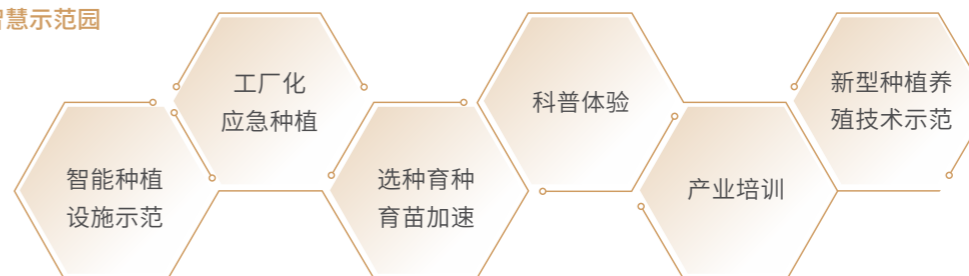 智慧示范园
工厂化
应急种植
科普体验
新型种植养
殖技术示范
智能种植
设施示范
选种育种
育苗加速
产业培训